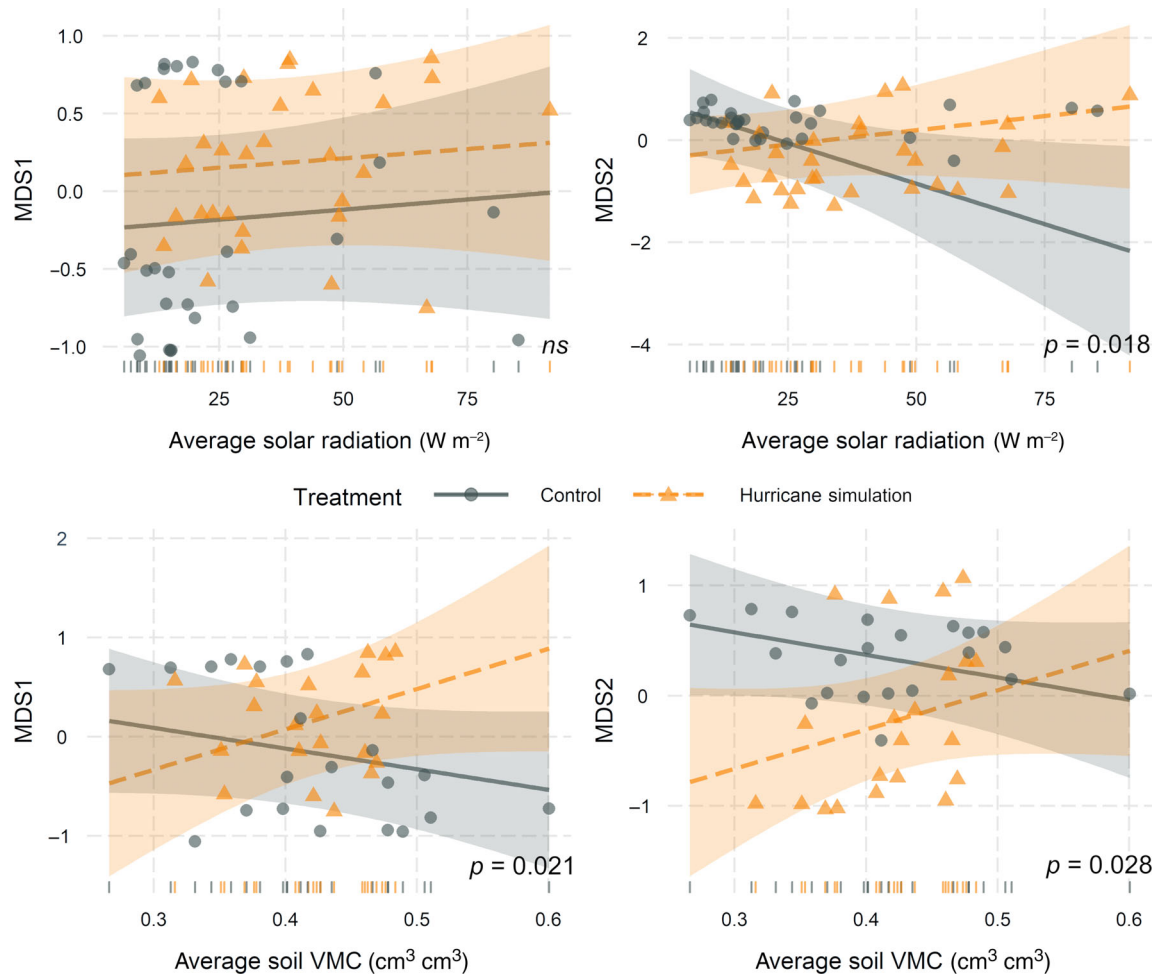 MDS1
1.0
0.5
0.0
−0.5
−1.0
ns
25
50
75
Average solar radiation (W m⁻²)
MDS2
2
0
−2
−4
p = 0.018
25
50
75
Average solar radiation (W m⁻²)
Treatment Control Hurricane simulation
MDS1
2
1
0
−1
p = 0.021
0.3
0.4
0.5
0.6
Average soil VMC (cm³ cm³)
MDS2
1
0
−1
p = 0.028
0.3
0.4
0.5
0.6
Average soil VMC (cm³ cm³)